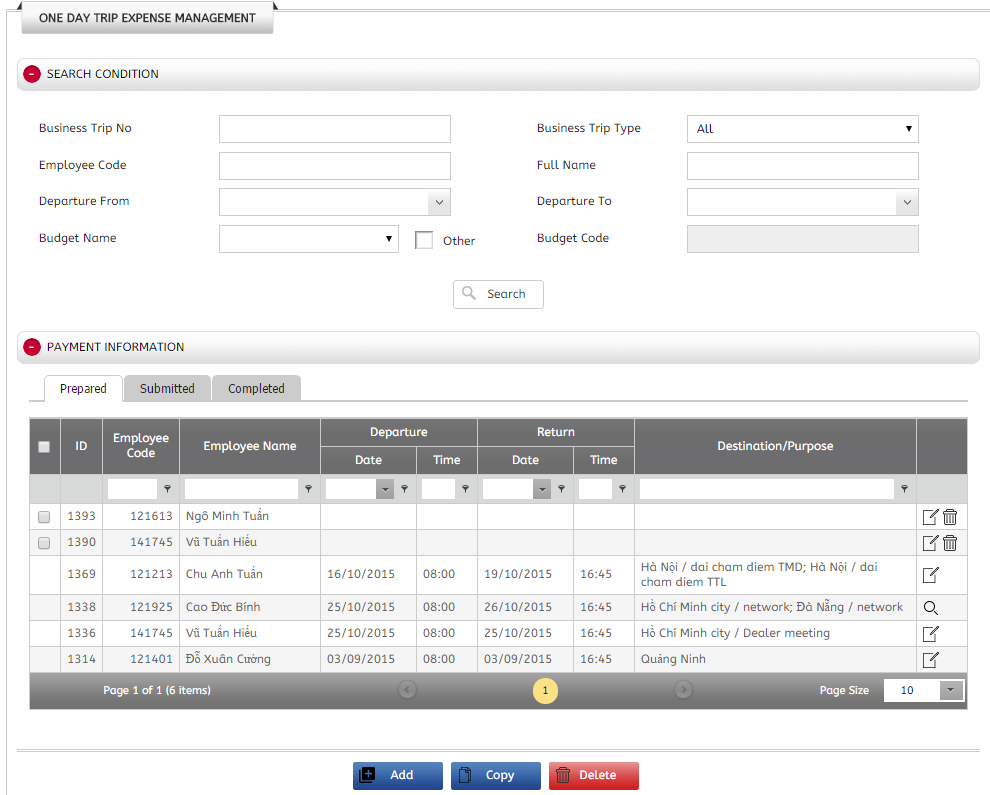 ONE DAY TRIP EXPENSE MANAGEMENT
SEARCH CONDITION
Business Trip No
Business Trip Type All
Employee Code
Full Name
Departure From
Departure To
Budget Name
Other
Budget Code
Search
PAYMENT INFORMATION
Prepared Submitted Completed
ID Employee Code Employee Name Departure Return Destination/Purpose
Date Time Date Time
1393 121613 Ngô Minh Tuấn
1390 141745 Vũ Tuấn Hiếu
1369 121213 Chu Anh Tuấn 16/10/2015 08:00 19/10/2015 16:45 Hà Nội / dai cham diem TMD; Hà Nội / dai
cham diem TTL
1338 121925 Cao Đức Bính 25/10/2015 08:00 26/10/2015 16:45 Hồ Chí Minh city / network; Đà Nẵng / network
1336 141745 Vũ Tuấn Hiếu 25/10/2015 08:00 25/10/2015 16:45 Hồ Chí Minh city / Dealer meeting
1314 121401 Đỗ Xuân Cường 03/09/2015 08:00 03/09/2015 16:45 Quảng Ninh
Page 1 of 1 (6 items) 1 Page Size 10
Add Copy Delete